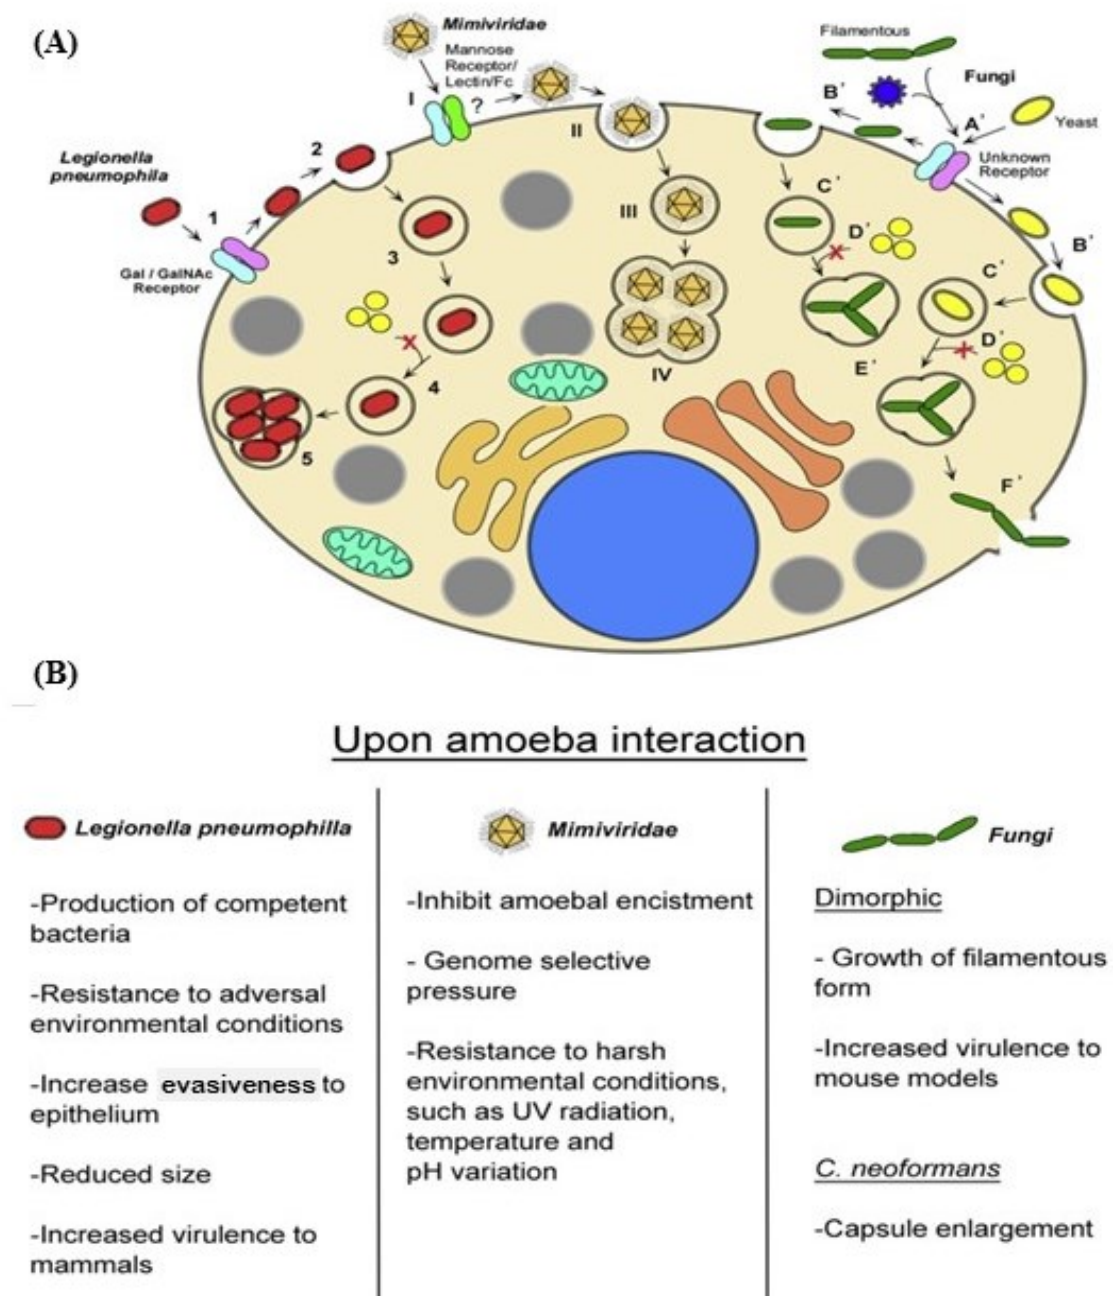 (A)
Mimiviridae
Mannose
Receptor/
Lectin/Fc
I
?
II
III
IV
Legionella
pneumophila
1
2
Gal / GalNAc
Receptor
3
4
5
Filamentous
Fungi
B'
A'
Yeast
Unknown
Receptor
C'
D'
B'
C'
D'
E'
F'
(B)
Upon amoeba interaction
Legionella pneumophilla
-Production of competent
bacteria
-Resistance to adversal
environmental conditions
-Increase evasiveness to
epithelium
-Reduced size
-Increased virulence to
mammals
Mimiviridae
-Inhibit amoebal encistment
- Genome selective
pressure
-Resistance to harsh
environmental conditions,
such as UV radiation,
temperature and
pH variation
Fungi
Dimorphic
- Growth of filamentous
form
-Increased virulence to
mouse models
C. neoformans
-Capsule enlargement